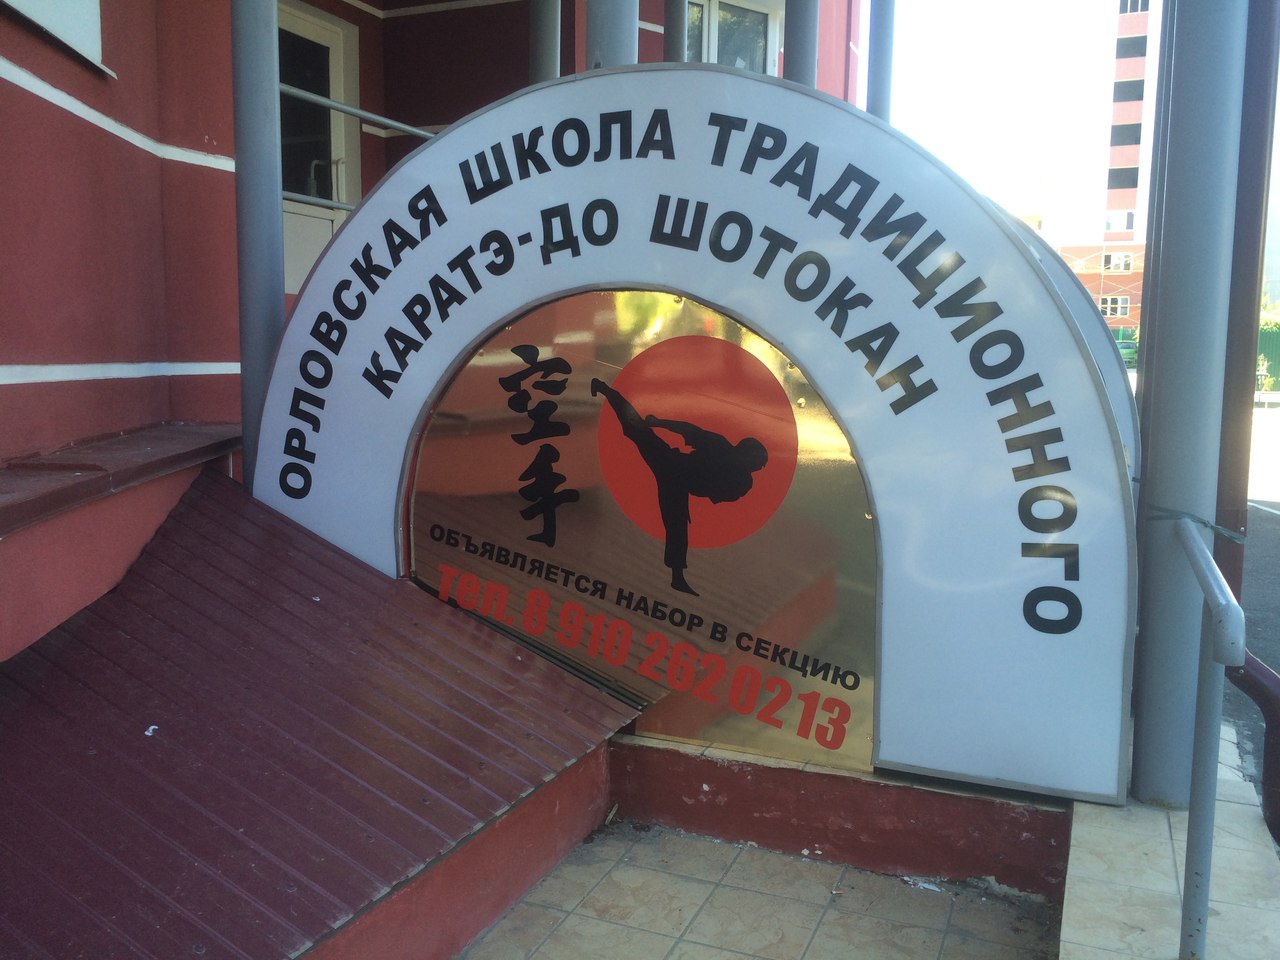 ОРЛОВСКАЯ ШКОЛА ТРАДИЦИОННОГО
КАРАТЭ-ДО ШОТОКАН
空手
ОБЪЯВЛЯЕТСЯ НАБОР В СЕКЦИЮ
тел. 8 910 262 02 13